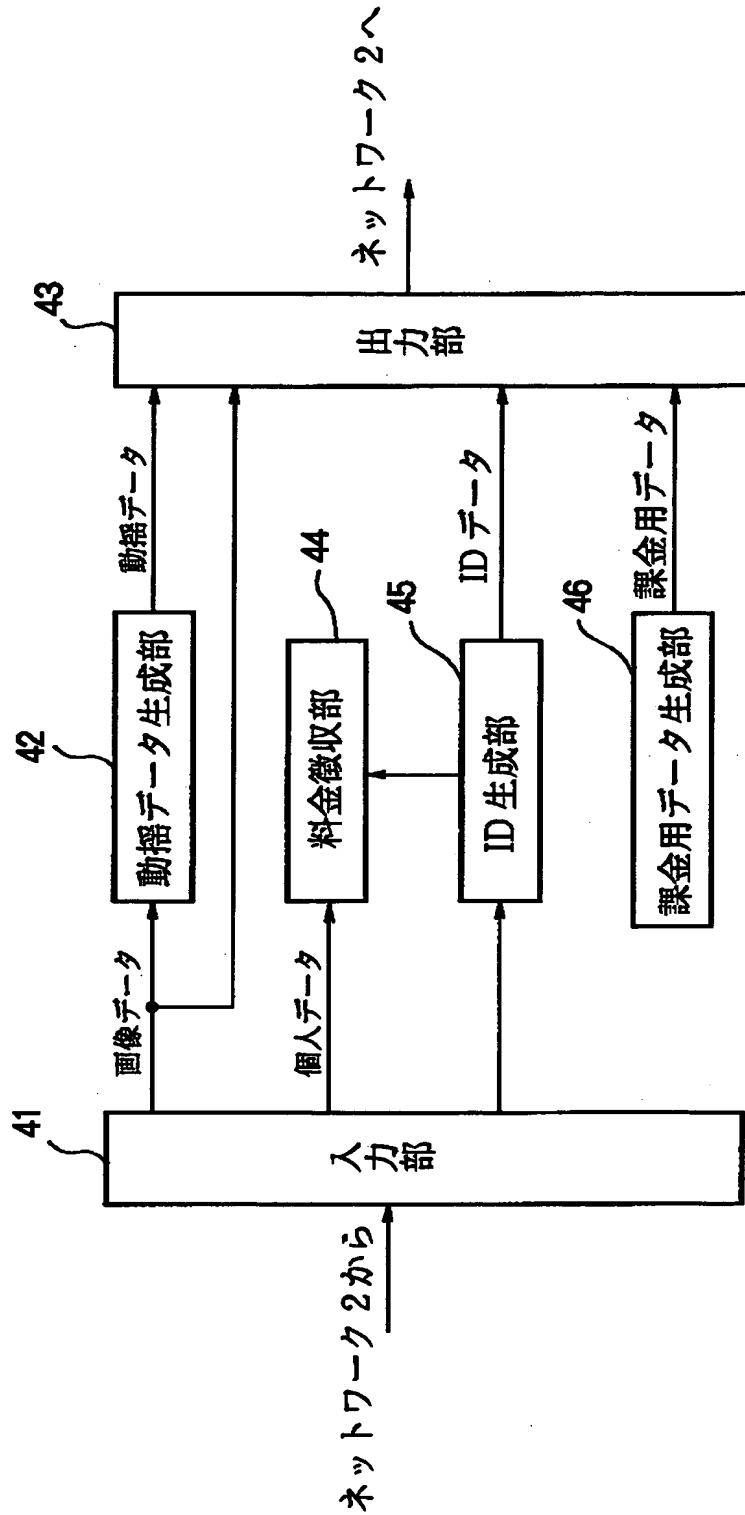 ネットワーク2から
41
入力部
画像データ
42
動揺データ生成部
動揺データ
個人データ
料金徴収部
44
ID生成部
45
IDデータ
課金用データ生成部
46
課金用データ
43
出力部
ネットワーク2へ